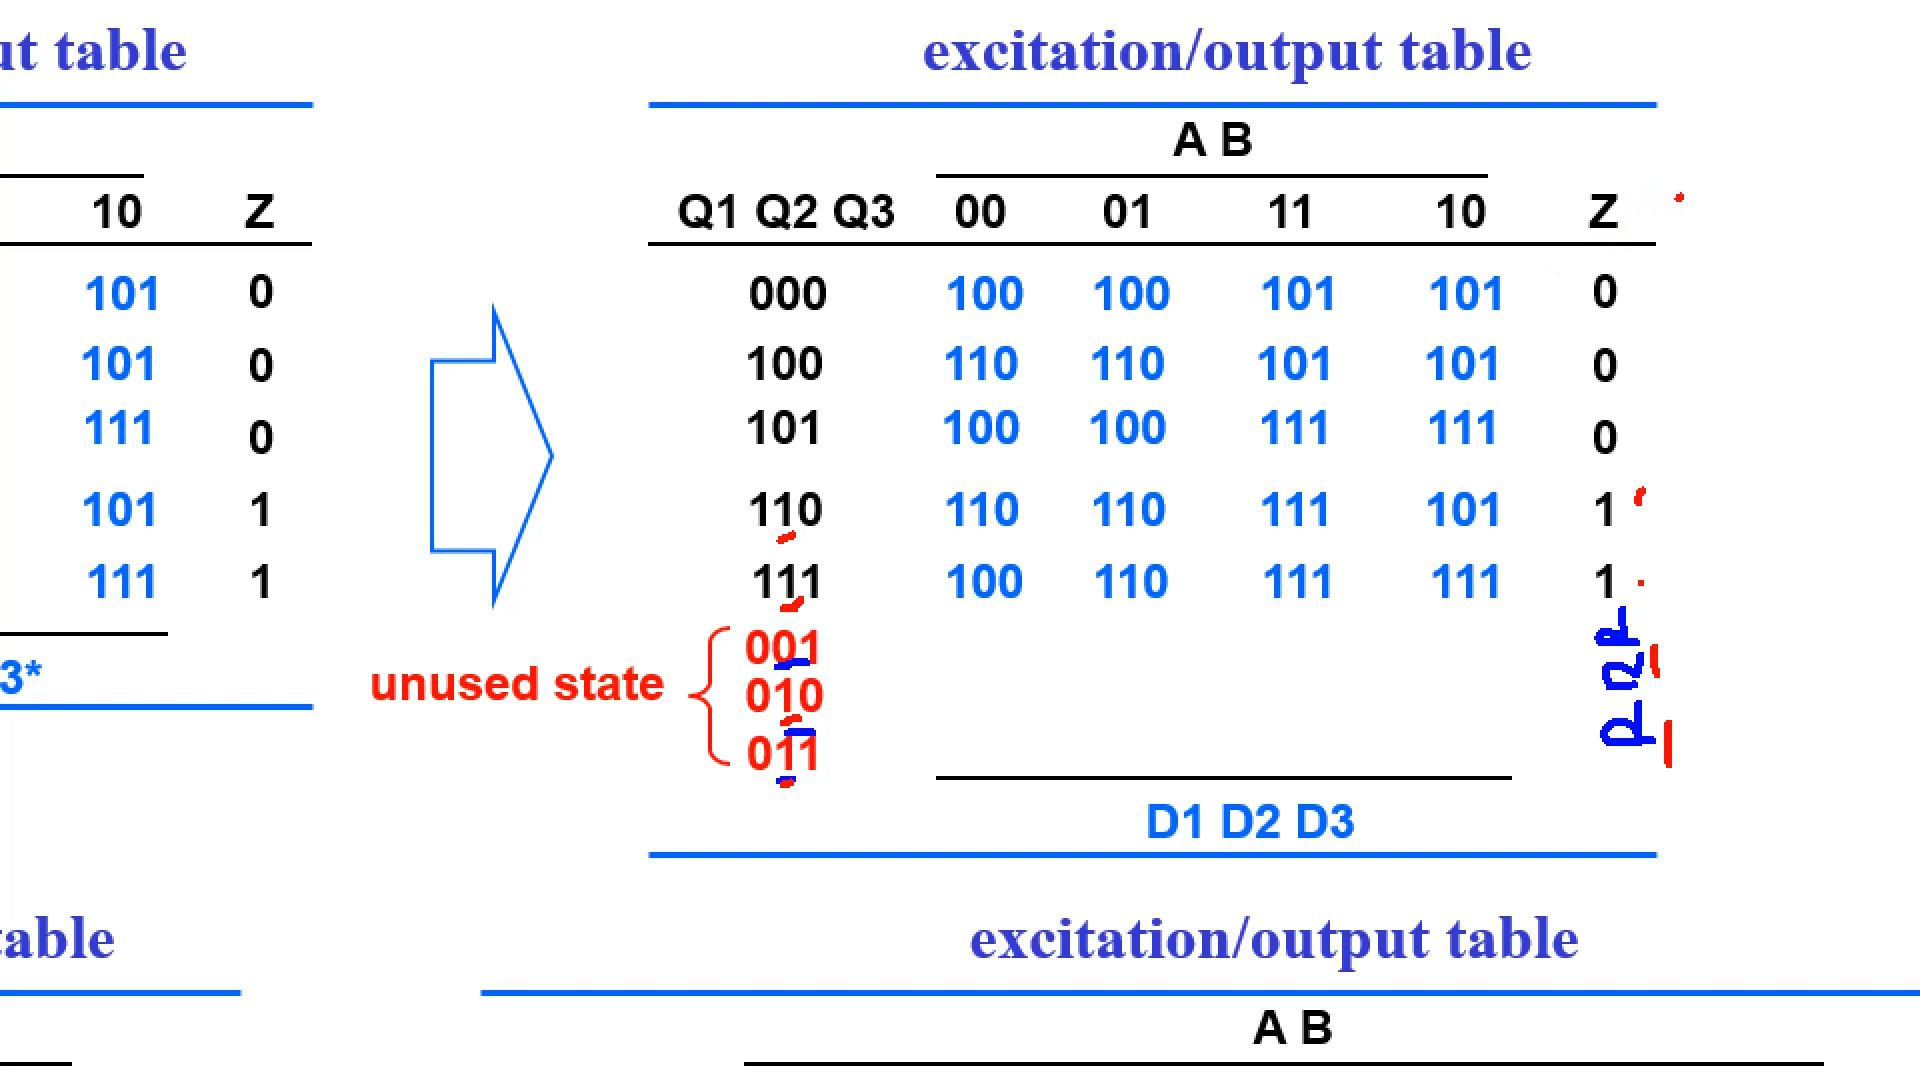 ut table
excitation/output table
A B
10 Z
Q1 Q2 Q3 00 01 11 10 Z
101 0
000 100 100 101 101 0
101 0
100 110 110 101 101 0
111 0
101 100 100 111 111 0
101 1
110 110 110 111 101 1
111 1
111 100 110 111 111 1
3*
unused state
001
010
011
D1 D2 D3
table
excitation/output table
A B